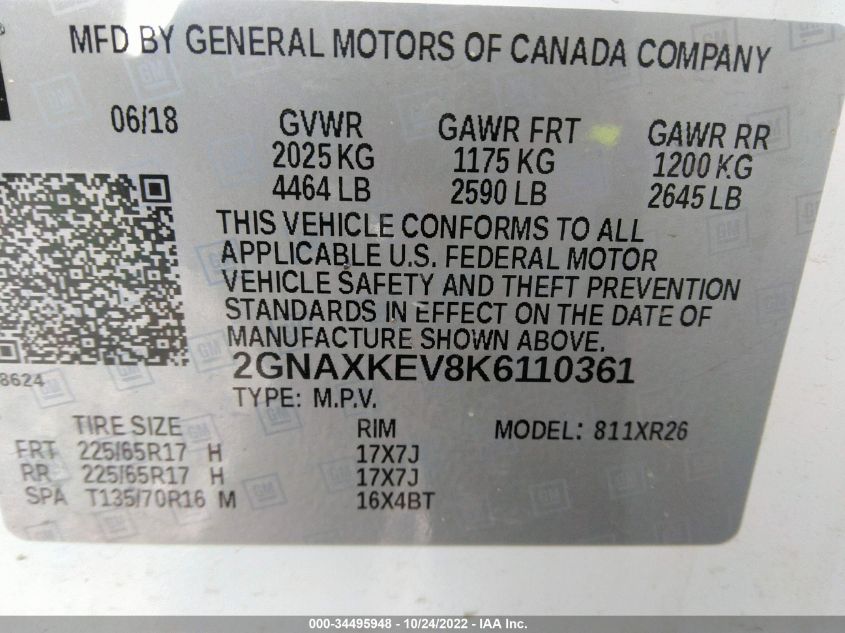 MFD BY GENERAL MOTORS OF CANADA COMPANY
06/18 GVWR GAWR FRT GAWR RR
2025 KG 1175 KG 1200 KG
4464 LB 2590 LB 2645 LB
THIS VEHICLE CONFORMS TO ALL
APPLICABLE U.S. FEDERAL MOTOR
VEHICLE SAFETY AND THEFT PREVENTION
STANDARDS IN EFFECT ON THE DATE OF
MANUFACTURE SHOWN ABOVE.
8624
2GNAXKEV8K6110361
TYPE: M.P.V.
TIRE SIZE RIM MODEL: 811XR26
FRT 225/65R17 H 17X7J
RR 225/65R17 H 17X7J
SPA T135/70R16 M 16X4BT
000-34495948 - 10/24/2022 - IAA Inc.